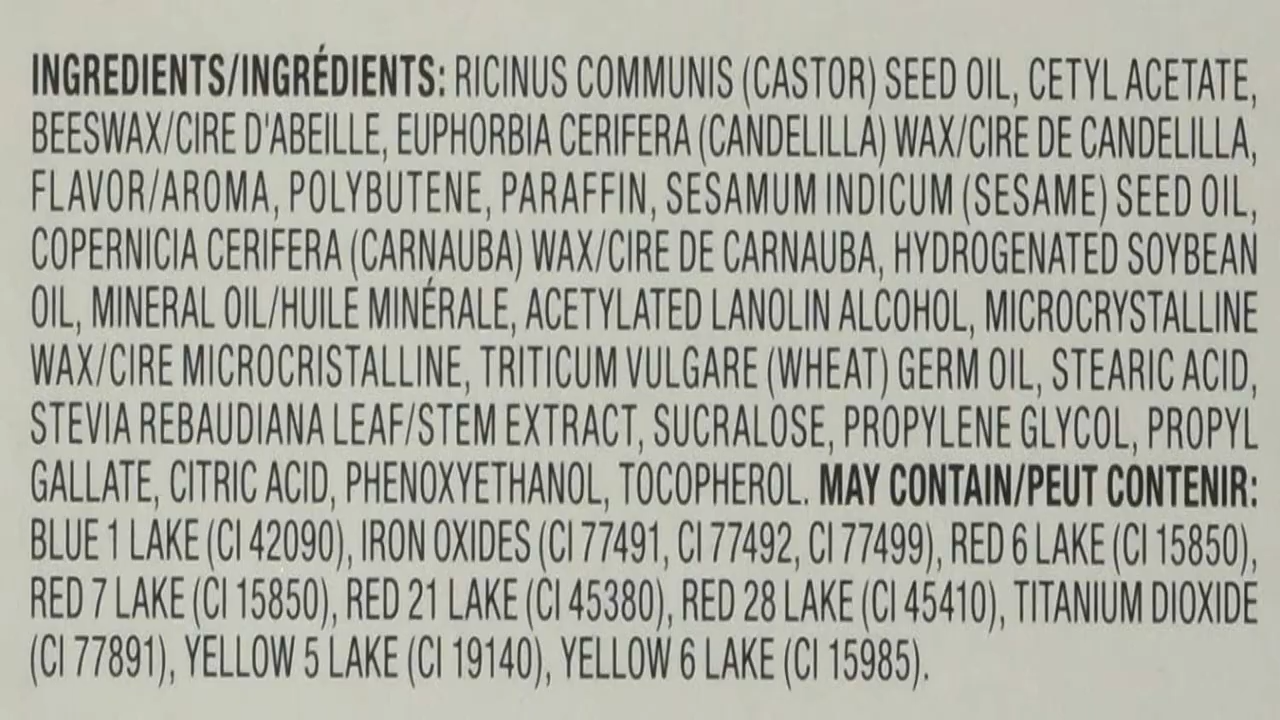 INGREDIENTS/INGRÉDIENTS: RICINUS COMMUNIS (CASTOR) SEED OIL, CETYL ACETATE,
BEESWAX/CIRE D'ABEILLE, EUPHORBIA CERIFERA (CANDELILLA) WAX/CIRE DE CANDELILLA,
FLAVOR/AROMA, POLYBUTENE, PARAFFIN, SESAMUM INDICUM (SESAME) SEED OIL,
COPERNICIA CERIFERA (CARNAUBA) WAX/CIRE DE CARNAUBA, HYDROGENATED SOYBEAN
OIL, MINERAL OIL/HUILE MINÉRALE, ACETYLATED LANOLIN ALCOHOL, MICROCRYSTALLINE
WAX/CIRE MICROCRISTALLINE, TRITICUM VULGARE (WHEAT) GERM OIL, STEARIC ACID,
STEVIA REBAUDIANA LEAF/STEM EXTRACT, SUCRALOSE, PROPYLENE GLYCOL, PROPYL
GALLATE, CITRIC ACID, PHENOXYETHANOL, TOCOPHEROL. MAY CONTAIN/PEUT CONTENIR:
BLUE 1 LAKE (CI 42090), IRON OXIDES (CI 77491, CI 77492, CI 77499), RED 6 LAKE (CI 15850),
RED 7 LAKE (CI 15850), RED 21 LAKE (CI 45380), RED 28 LAKE (CI 45410), TITANIUM DIOXIDE
(CI 77891), YELLOW 5 LAKE (CI 19140), YELLOW 6 LAKE (CI 15985).